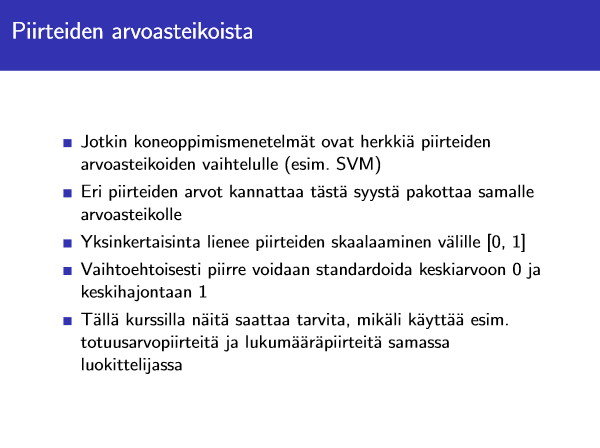 Piirteiden arvoasteikoista
Jotkin koneoppimismenetelmät ovat herkkiä piirteiden
arvoasteikoiden vaihtelulle (esim. SVM)
Eri piirteiden arvot kannattaa tästä syystä pakottaa samalle
arvoasteikolle
Yksinkertaisinta lienee piirteiden skaalaaminen välille [0, 1]
Vaihtoehtoisesti piirre voidaan standardoida keskiarvoon 0 ja
keskihajontaan 1
Tällä kurssilla näitä saattaa tarvita, mikäli käyttää esim.
totuusarvopiirteitä ja lukumääräpiirteitä samassa
luokittelijassa